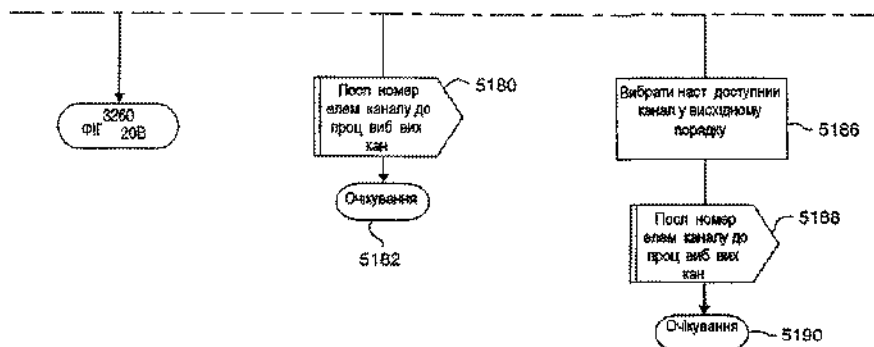 3260
ФІГ 20В
Посл номер
елем каналу до
проц виб вих
кан
5180
Очікування
5182
Вибрати наст доступний
канал у висхідному
порядку
5186
Посл номер
елем каналу до
проц виб вих
кан
5188
Очікування
5190